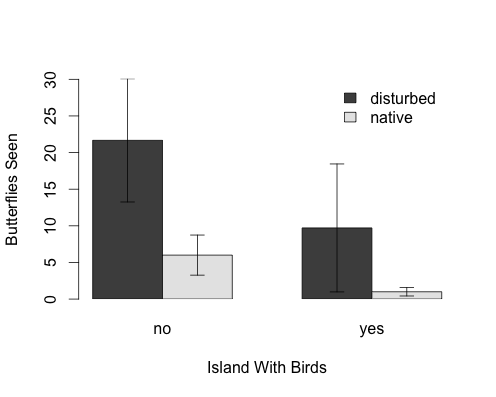 30
25
20
15
10
5
0
Butterflies Seen
disturbed
native
no
yes
Island With Birds